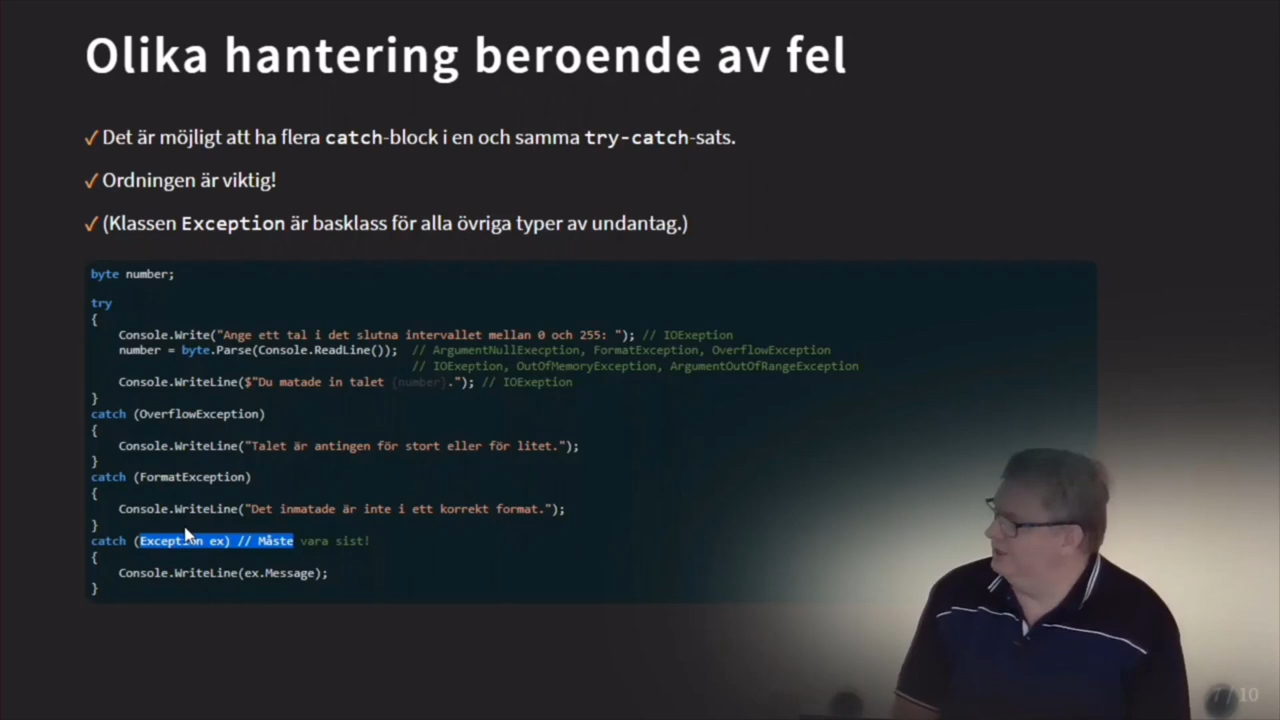 Olika hantering beroende av fel
✓ Det är möjligt att ha flera catch-block i en och samma try-catch-sats.
✓ Ordningen är viktig!
✓ (Klassen Exception är basklass för alla övriga typer av undantag.)
byte number;
try
{
Console.Write("Ange ett tal i det slutna intervallet mellan 0 och 255: "); // IOExeption
number = byte.Parse(Console.ReadLine()); // ArgumentNullExecption, FormatException, OverflowException
// IOExeption, OutOfMemoryException, ArgumentOutOfRangeException
Console.WriteLine($"Du matade in talet {number}."); // IOExeption
}
catch (OverflowException)
{
Console.WriteLine("Talet är antingen för stort eller för litet.");
}
catch (FormatException)
{
Console.WriteLine("Det inmatade är inte i ett korrekt format.");
}
catch (Exception ex) // Måste vara sist!
{
Console.WriteLine(ex.Message);
}
7 / 10